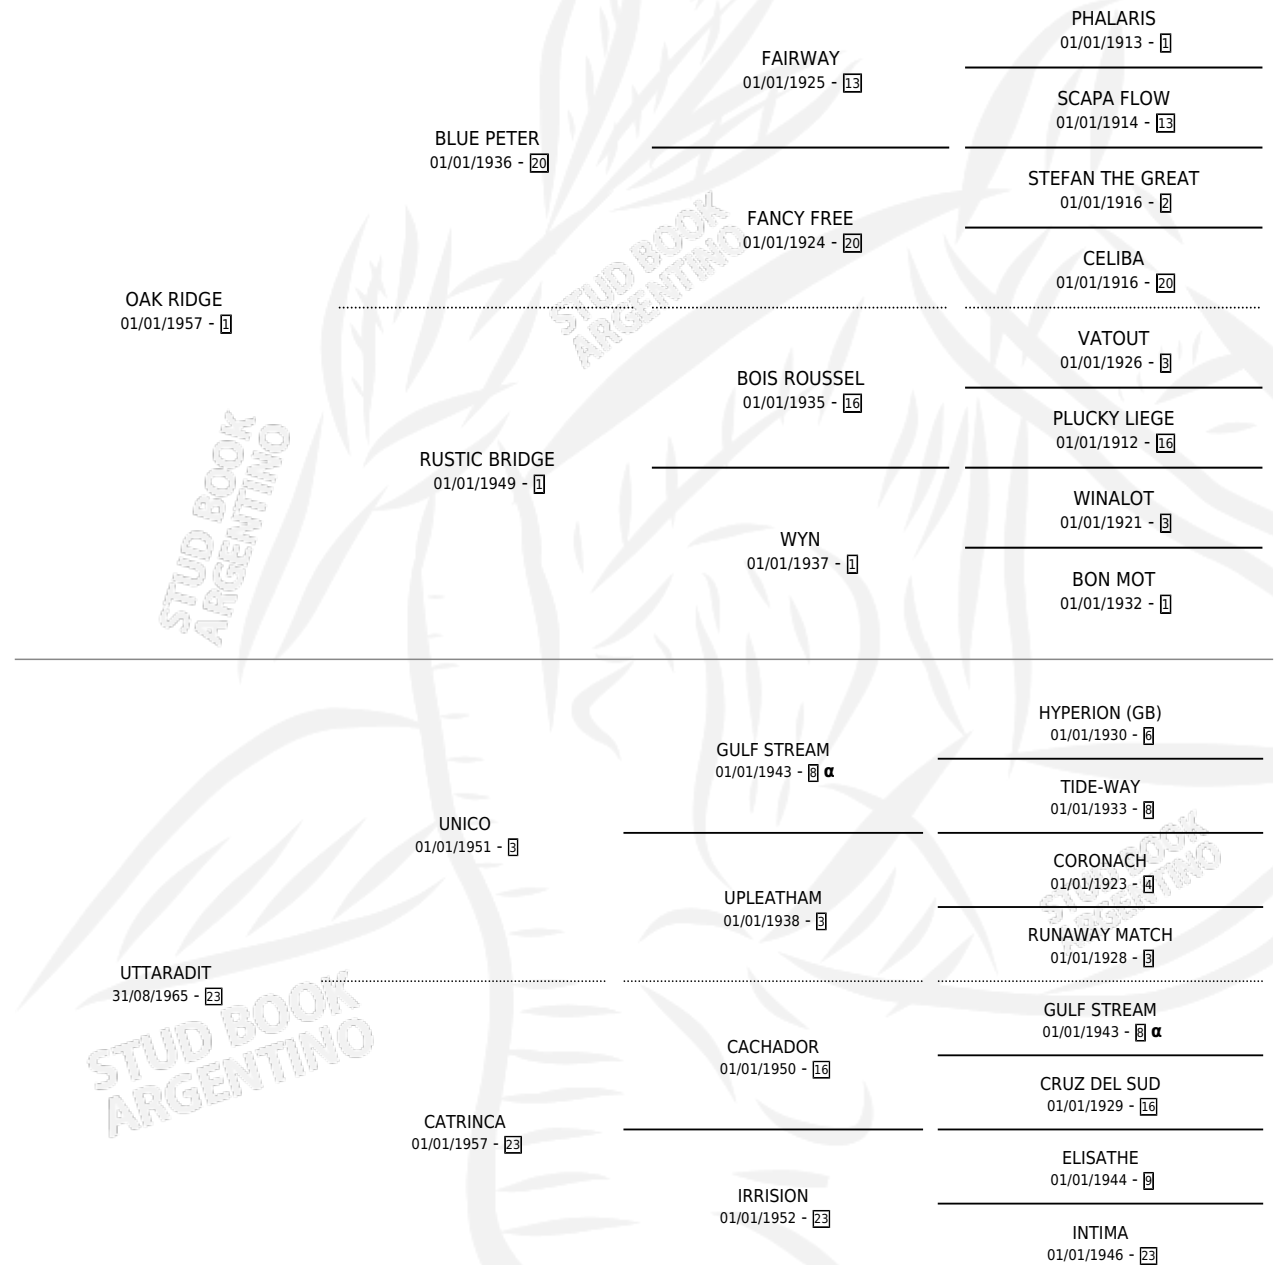 PHALARIS
01/01/1913 - 1
FAIRWAY
01/01/1925 - 13
SCAPA FLOW
01/01/1914 - 13
BLUE PETER
01/01/1936 - 20
STEFAN THE GREAT
01/01/1916 - 2
FANCY FREE
01/01/1924 - 20
CELIBA
01/01/1916 - 20
OAK RIDGE
01/01/1957 - 1
VATOUT
01/01/1926 - 3
BOIS ROUSSEL
01/01/1935 - 16
PLUCKY LIEGE
01/01/1912 - 16
RUSTIC BRIDGE
01/01/1949 - 1
WINALOT
01/01/1921 - 3
WYN
01/01/1937 - 1
BON MOT
01/01/1932 - 1
HYPERION (GB)
01/01/1930 - 6
GULF STREAM
01/01/1943 - 8 α
TIDE-WAY
01/01/1933 - 8
UNICO
01/01/1951 - 3
CORONACH
01/01/1923 - 4
UPLEATHAM
01/01/1938 - 3
RUNAWAY MATCH
01/01/1928 - 3
UTTARADIT
31/08/1965 - 23
GULF STREAM
01/01/1943 - 8 α
CACHADOR
01/01/1950 - 16
CRUZ DEL SUD
01/01/1929 - 16
CATRINCA
01/01/1957 - 23
ELISATHE
01/01/1944 - 9
IRRISION
01/01/1952 - 23
INTIMA
01/01/1946 - 23
STUD BOOK
ARGENTINO
STUD BOOK
ARGENTINO
STUD BOOK
ARGENTINO
STUD BOOK
ARGENTINO